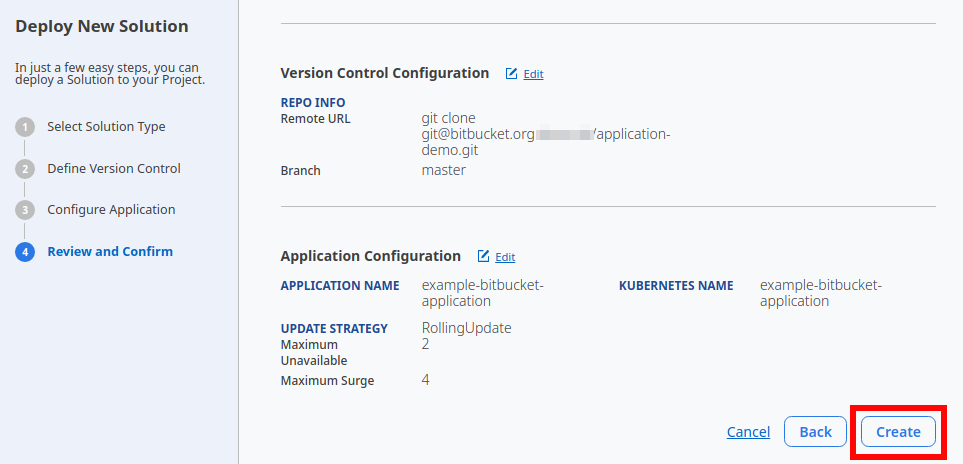 Deploy New Solution
In just a few easy steps, you can
deploy a Solution to your Project.
1 Select Solution Type
2 Define Version Control
3 Configure Application
4 Review and Confirm
Version Control Configuration Edit
REPO INFO
Remote URL git clone
git@bitbucket.org /application-
demo.git
Branch master
Application Configuration Edit
APPLICATION NAME example-bitbucket- KUBERNETES NAME example-bitbucket-
application application
UPDATE STRATEGY RollingUpdate
Maximum 2
Unavailable
Maximum Surge 4
Cancel Back Create